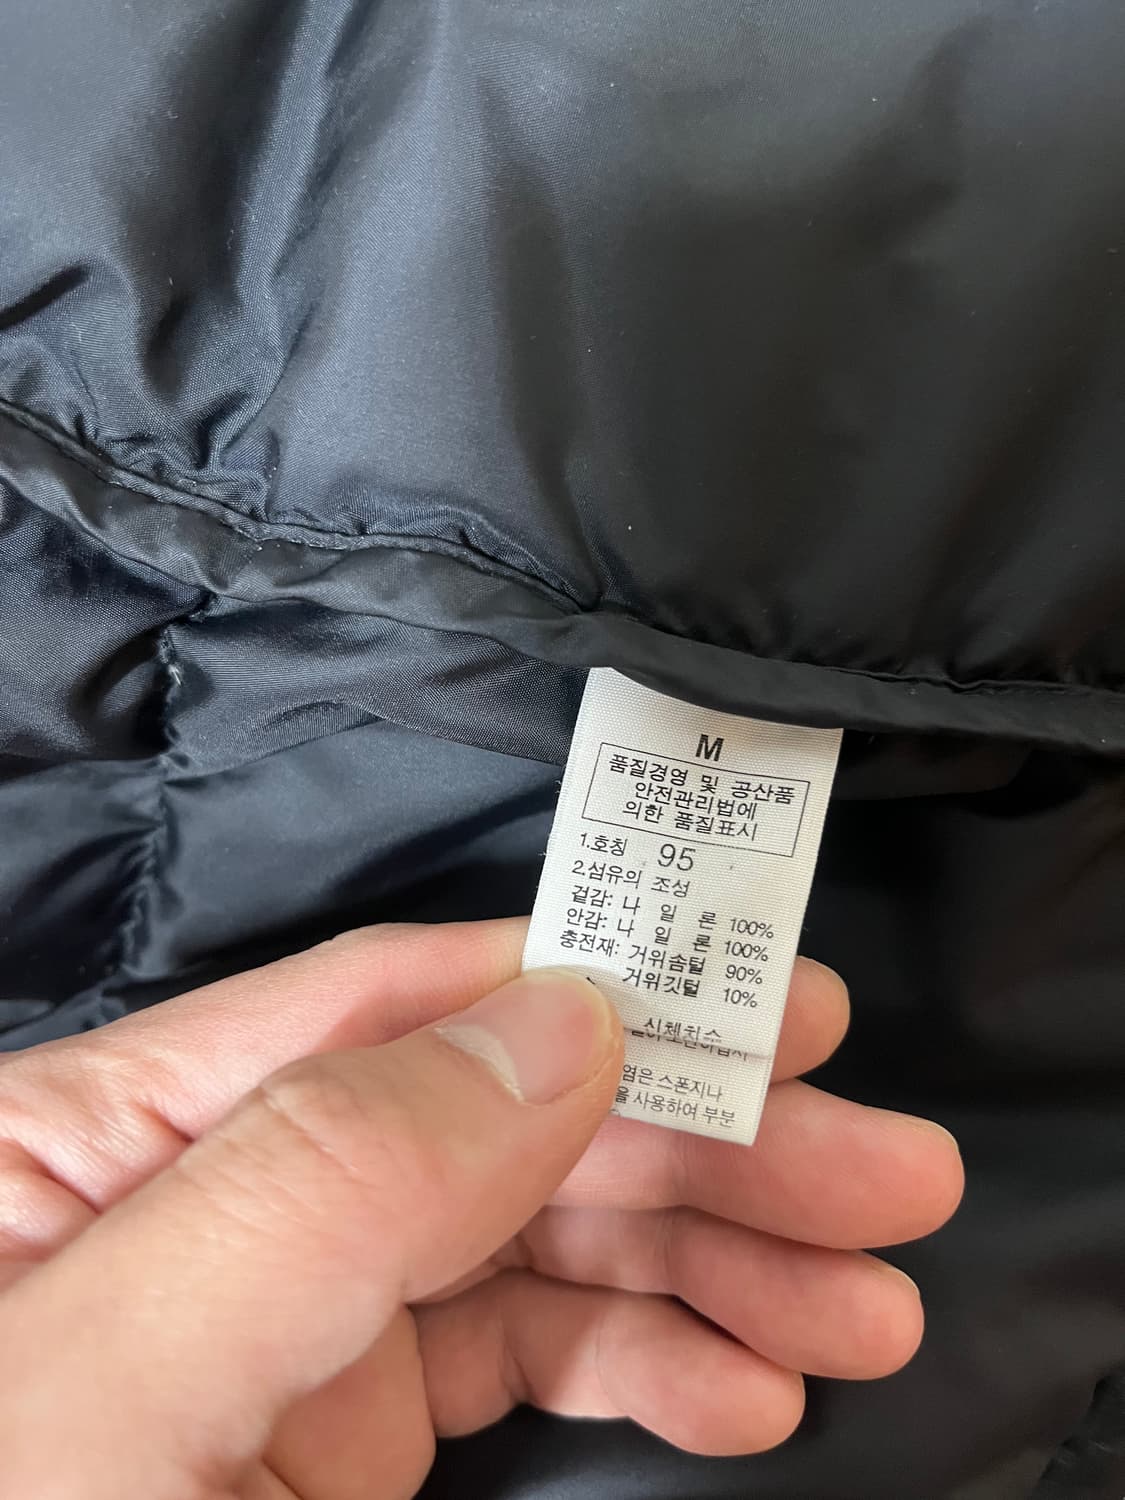 M
품질경영 및 공산품
안전관리법에
의한 품질표시
1.호칭 95
2.섬유의 조성
겉감: 나 일 론 100%
안감: 나 일 론 100%
충전재: 거위솜털 90%
거위깃털 10%
신체치수
염은 스폰지나
을 사용하여 부분